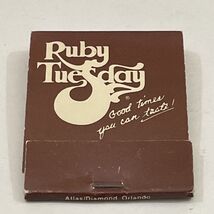 Ruby
Tuesday®
Good times
you can taste!
Atlas/Diamond, Orlando